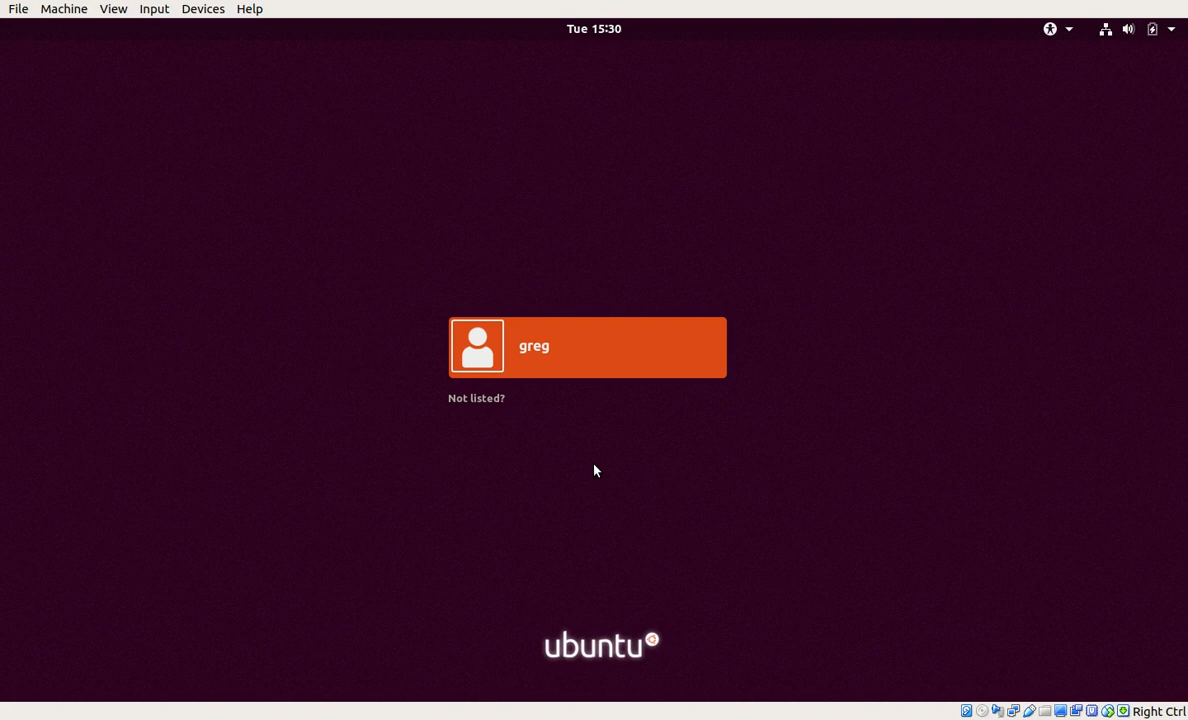 File Machine View Input Devices Help
Tue 15:30
greg
Not listed?
ubuntu
Right Ctrl